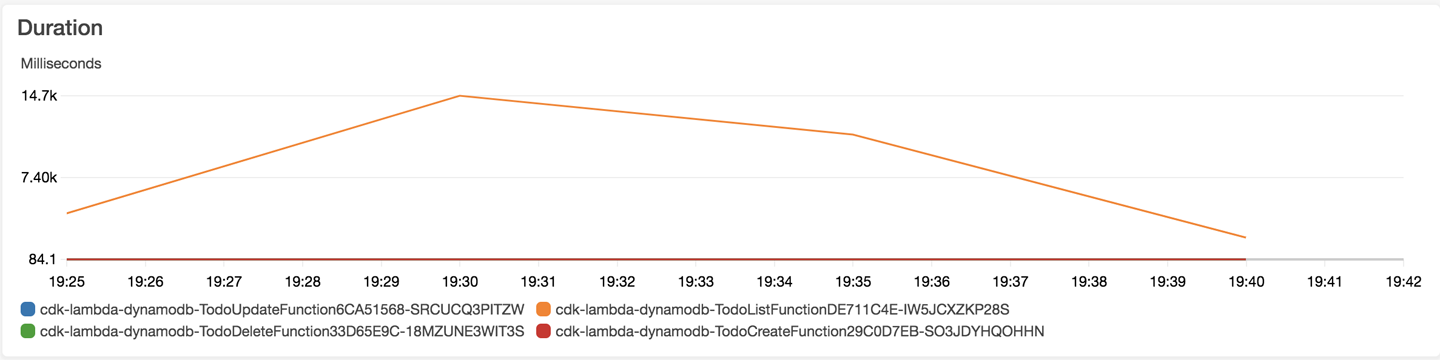 Duration
Milliseconds
14.7k
7.40k
84.1
19:25 19:26 19:27 19:28 19:29 19:30 19:31 19:32 19:33 19:34 19:35 19:36 19:37 19:38 19:39 19:40 19:41 19:42
cdk-lambda-dynamodb-TodoUpdateFunction6CA51568-SRCUCQ3PITZW cdk-lambda-dynamodb-TodoListFunctionDE711C4E-IW5JCXZKP28S
cdk-lambda-dynamodb-TodoDeleteFunction33D65E9C-18MZUNE3WIT3S cdk-lambda-dynamodb-TodoCreateFunction29C0D7EB-SO3JDYHQOHHN